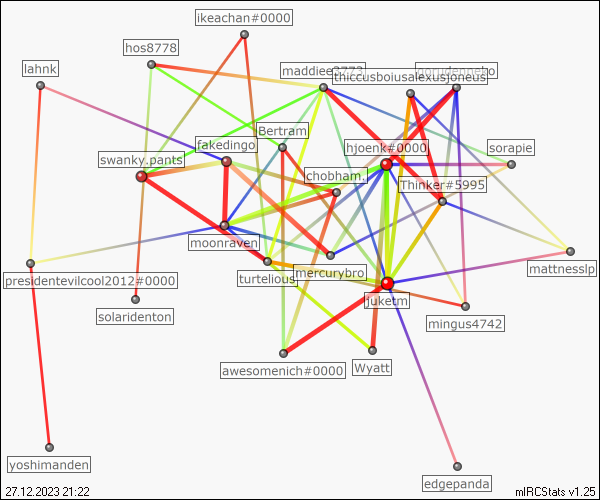 ikeachan#0000
hos8778
lahnk
maddiee3773
thiccusboiusalexusjoneus
Bertram
sorapie
fakedingo
hjoenk#0000
swanky.pants
chobham.
Thinker#5995
moonraven
mattnesslp
presidentevilcool2012#0000
turtelious
mercurybro
juketm
solaridenton
mingus4742
awesomenich#0000
Wyatt
yoshimanden
edgepanda
27.12.2023 21:22
mIRCStats v1.25